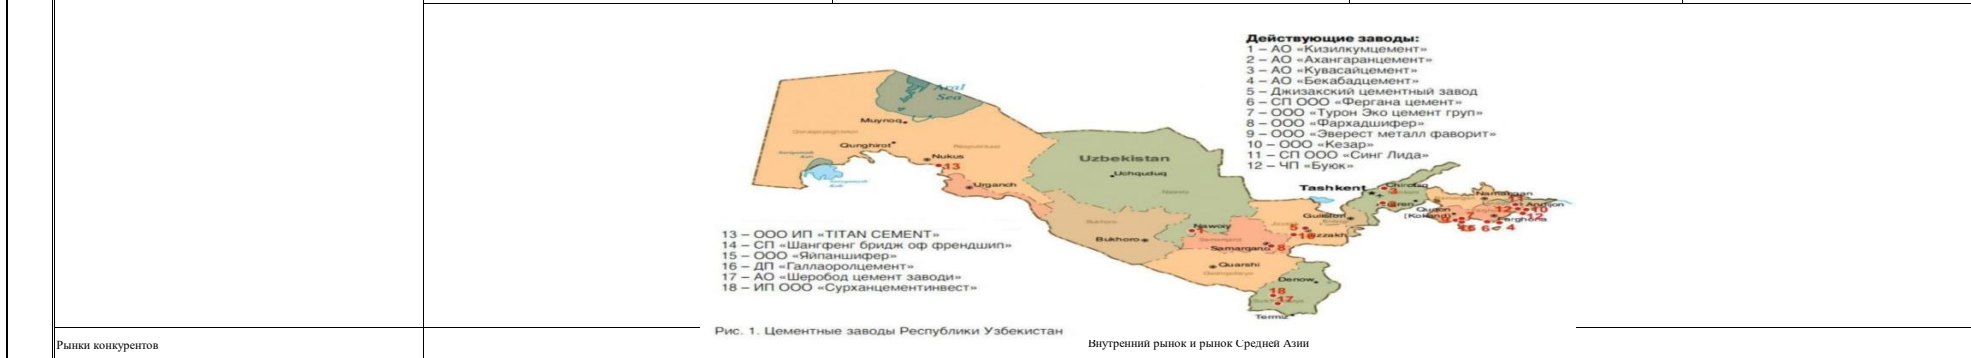 Действующие заводы:
1 – АО «Кизилкумцемент»
2 – АО «Ахангаранцемент»
3 – АО «Кувасайцемент»
4 – АО «Бекабадцемент»
5 – Джизакский цементный завод
6 – СП ООО «Фергана цемент»
7 – ООО «Турон Эко цемент груп»
8 – ООО «Фархадшифер»
9 – ООО «Эверест металл фаворит»
10 – ООО «Кезар»
11 – СП ООО «Синг Лида»
12 – ЧП «Буюк»
Aral
Sea
Muynoq
Qunghirot
Nukus
13
Urganch
Uzbekistan
Uchquduq
Tashkent
Nawoiy
Bukhoro
Samarqand
8
5
Quarshi
Denow
18
17
Termiz
13 – ООО ИП «TITAN CEMENT»
14 – СП «Шангфенг бридж оф френдшип»
15 – ООО «Яйпаншифер»
16 – ДП «Галлаоролцемент»
17 – АО «Шеробод цемент заводи»
18 – ИП ООО «Сурханцементинвест»
Рис. 1. Цементные заводы Республики Узбекистан
Рынки конкурентов
Внутренний рынок и рынок Средней Азии